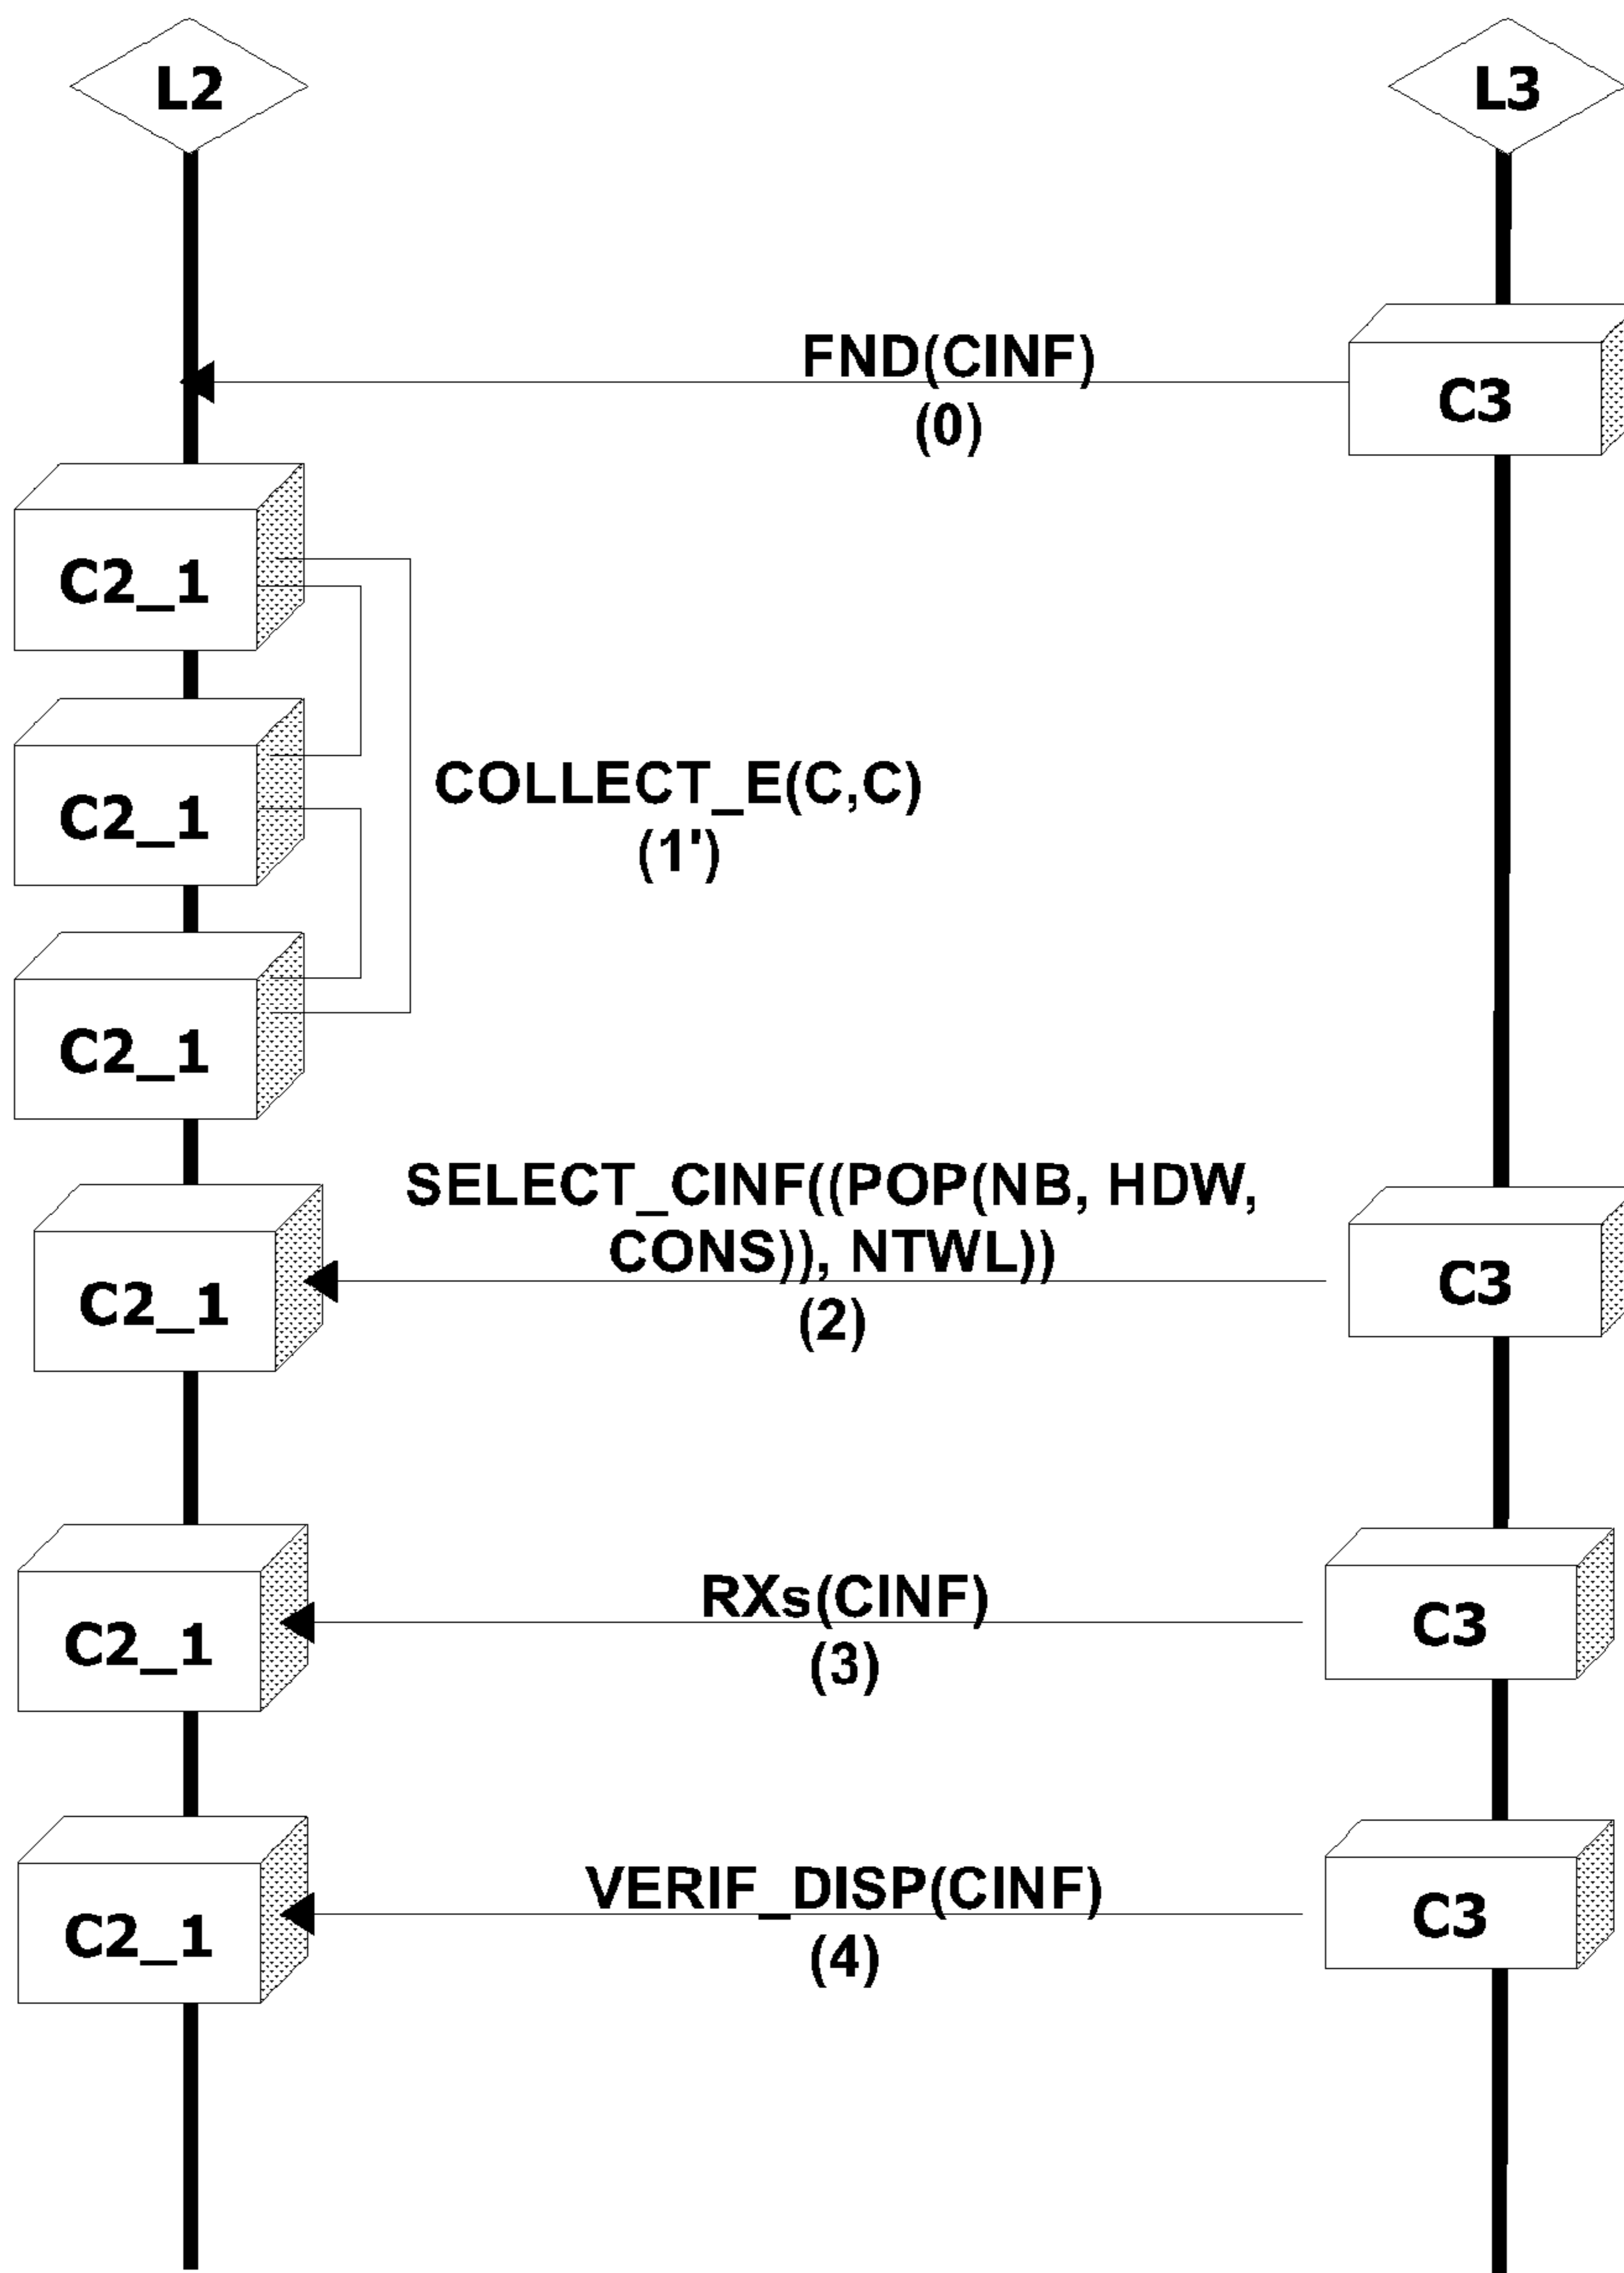 L2
L3
FND(CINF)
(0)
C3
C2_1
C2_1
COLLECT_E(C,C)
(1')
C2_1
SELECT_CINF((POP(NB, HDW,
CONS)), NTWL))
(2)
C2_1
C3
RXs(CINF)
(3)
C2_1
C3
VERIF_DISP(CINF)
(4)
C2_1
C3